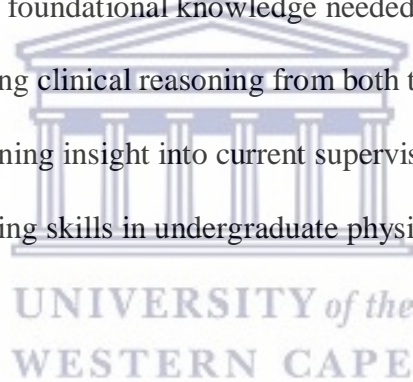 foundational knowledge needed
ng clinical reasoning from both t
ning insight into current supervis
ing skills in undergraduate physi
UNIVERSITY of the
WESTERN CAPE